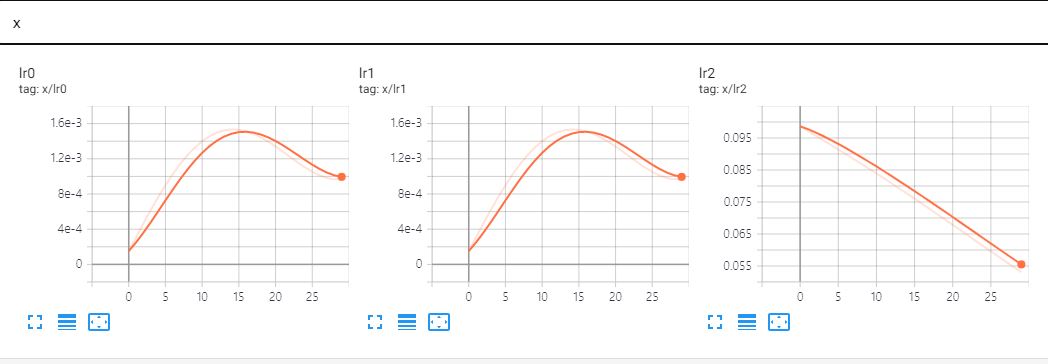 x
lr0
tag: x/lr0
1.6e-3
1.2e-3
8e-4
4e-4
0
0 5 10 15 20 25
lr1
tag: x/lr1
1.6e-3
1.2e-3
8e-4
4e-4
0
0 5 10 15 20 25
lr2
tag: x/lr2
0.095
0.085
0.075
0.065
0.055
0 5 10 15 20 25